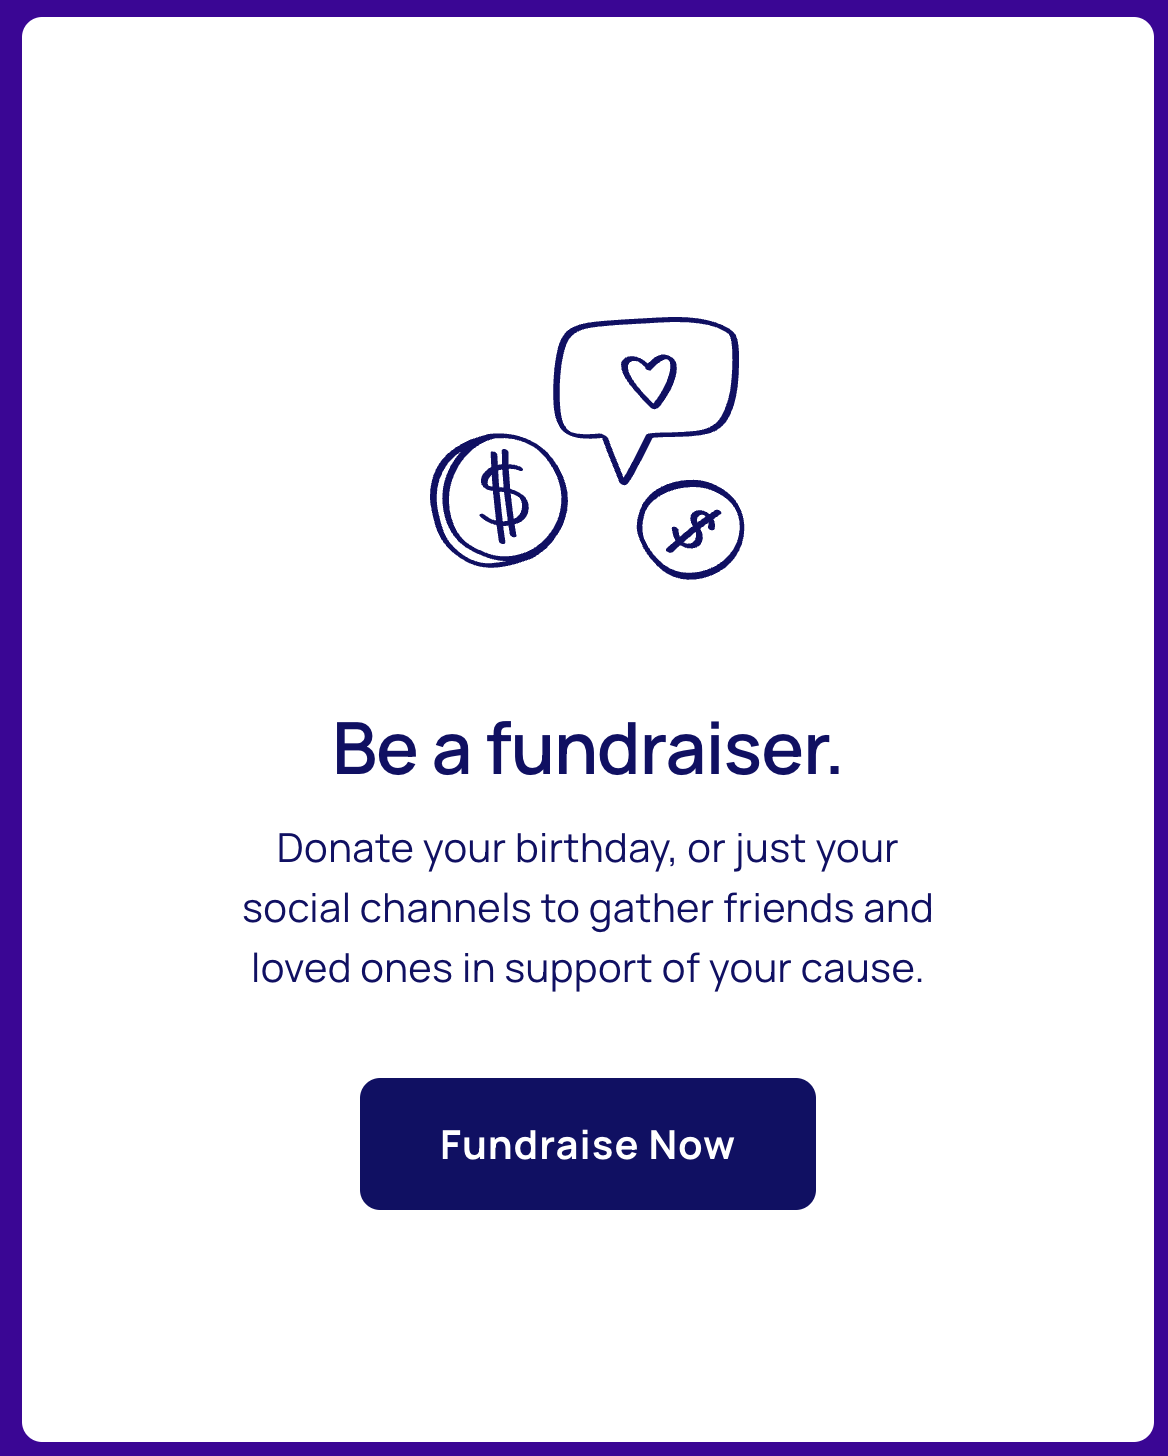 $
$
Be a fundraiser.
Donate your birthday, or just your
social channels to gather friends and
loved ones in support of your cause.
Fundraise Now